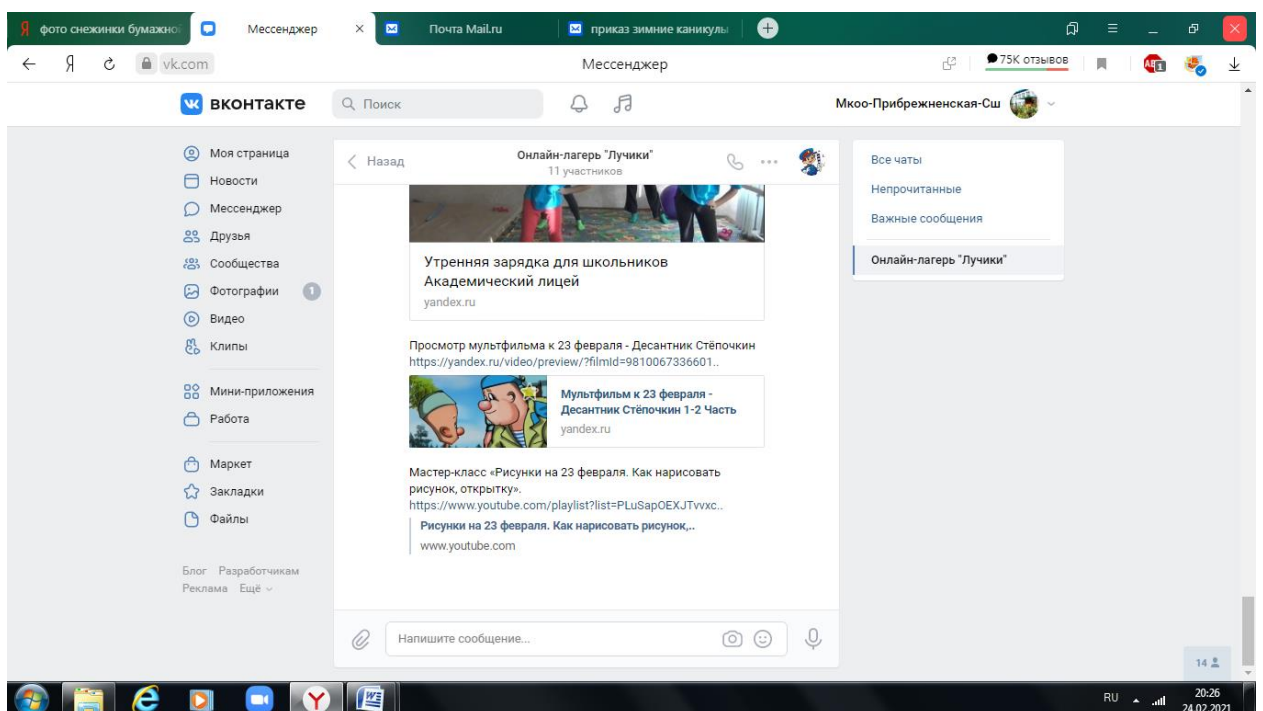 Я фото снежинки бумажной
Мессенджер
Почта Mail.ru
приказ зимние каникулы
vk.com
Мессенджер
75К отзывов
вконтакте
Поиск
Мкоо-Прибрежненская-Сш
Моя страница
Новости
Мессенджер
Друзья
Сообщества
Фотографии 1
Видео
Клипы
Мини-приложения
Работа
Маркет
Закладки
Файлы
Блог Разработчикам
Реклама Ещё
Назад
Онлайн-лагерь "Лучики"
11 участников
Утренняя зарядка для школьников
Академический лицей
yandex.ru
Просмотр мультфильма к 23 февраля - Десантник Стёпочкин
https://yandex.ru/video/preview/?filmId=9810067336601..
Мультфильм к 23 февраля -
Десантник Стёпочкин 1-2 Часть
yandex.ru
Мастер-класс «Рисунки на 23 февраля. Как нарисовать
рисунок, открытку».
https://www.youtube.com/playlist?list=PLuSapOEXJTvvxc..
Рисунки на 23 февраля. Как нарисовать рисунок,..
www.youtube.com
Напишите сообщение...
Все чаты
Непрочитанные
Важные сообщения
Онлайн-лагерь "Лучики"
14
RU
20:26
24.02.2021